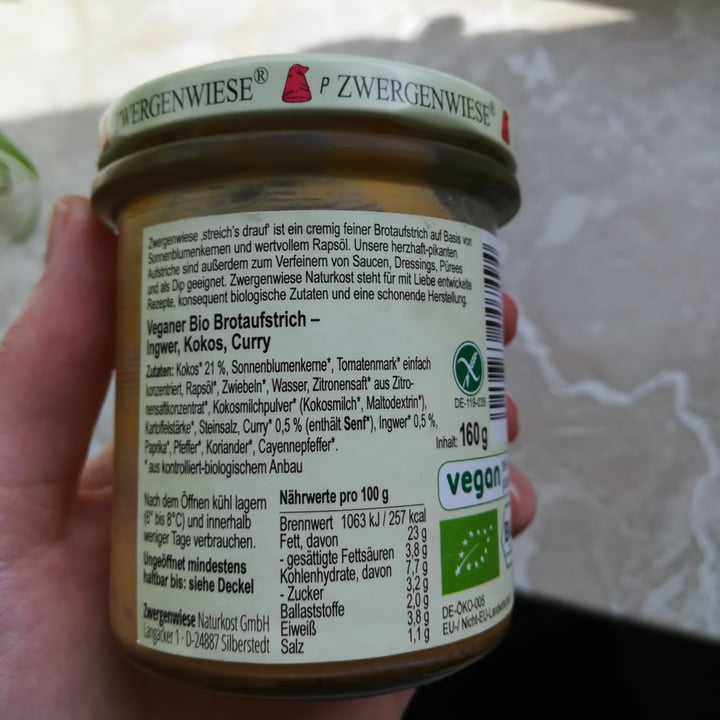 ZWERGENWIESE® P ZWERGENWIESE®
Zwergenwiese ‚streich's drauf' ist ein cremig feiner Brotaufstrich auf Basis von
Sonnenblumenkernen und wertvollem Rapsöl. Unsere herzhaft-pikanten
Aufstriche sind außerdem zum Verfeinern von Saucen, Dressings, Pürees
und als Dip geeignet. Zwergenwiese Naturkost steht für mit Liebe entwickelte
Rezepte, konsequent biologische Zutaten und eine schonende Herstellung.
Veganer Bio Brotaufstrich –
Ingwer, Kokos, Curry
Zutaten: Kokos* 21 %, Sonnenblumenkerne*, Tomatenmark* einfach
konzentriert, Rapsöl*, Zwiebeln*, Wasser, Zitronensaft* aus Zitro-
nensaftkonzentrat*, Kokosmilchpulver* (Kokosmilch*, Maltodextrin*),
Kartoffelstärke*, Steinsalz, Curry* 0,5 % (enthält Senf*), Ingwer* 0,5 %,
Paprika*, Pfeffer*, Koriander*, Cayennepfeffer*.
* aus kontrolliert-biologischem Anbau
DE-119-035
Inhalt: 160 g
vegan
Nach dem Öffnen kühl lagern
(6° bis 8°C) und innerhalb
weniger Tage verbrauchen.
Ungeöffnet mindestens
haltbar bis: siehe Deckel
Zwergenwiese Naturkost GmbH
Langacker 1 · D-24887 Silberstedt
Nährwerte pro 100 g
Brennwert 1063 kJ / 257 kcal
Fett, davon 23 g
- gesättigte Fettsäuren 3,8 g
Kohlenhydrate, davon 7,7 g
- Zucker 3,2 g
Ballaststoffe 2,0 g
Eiweiß 3,8 g
Salz 1,1 g
DE-ÖKO-005
EU-/ Nicht-EU-